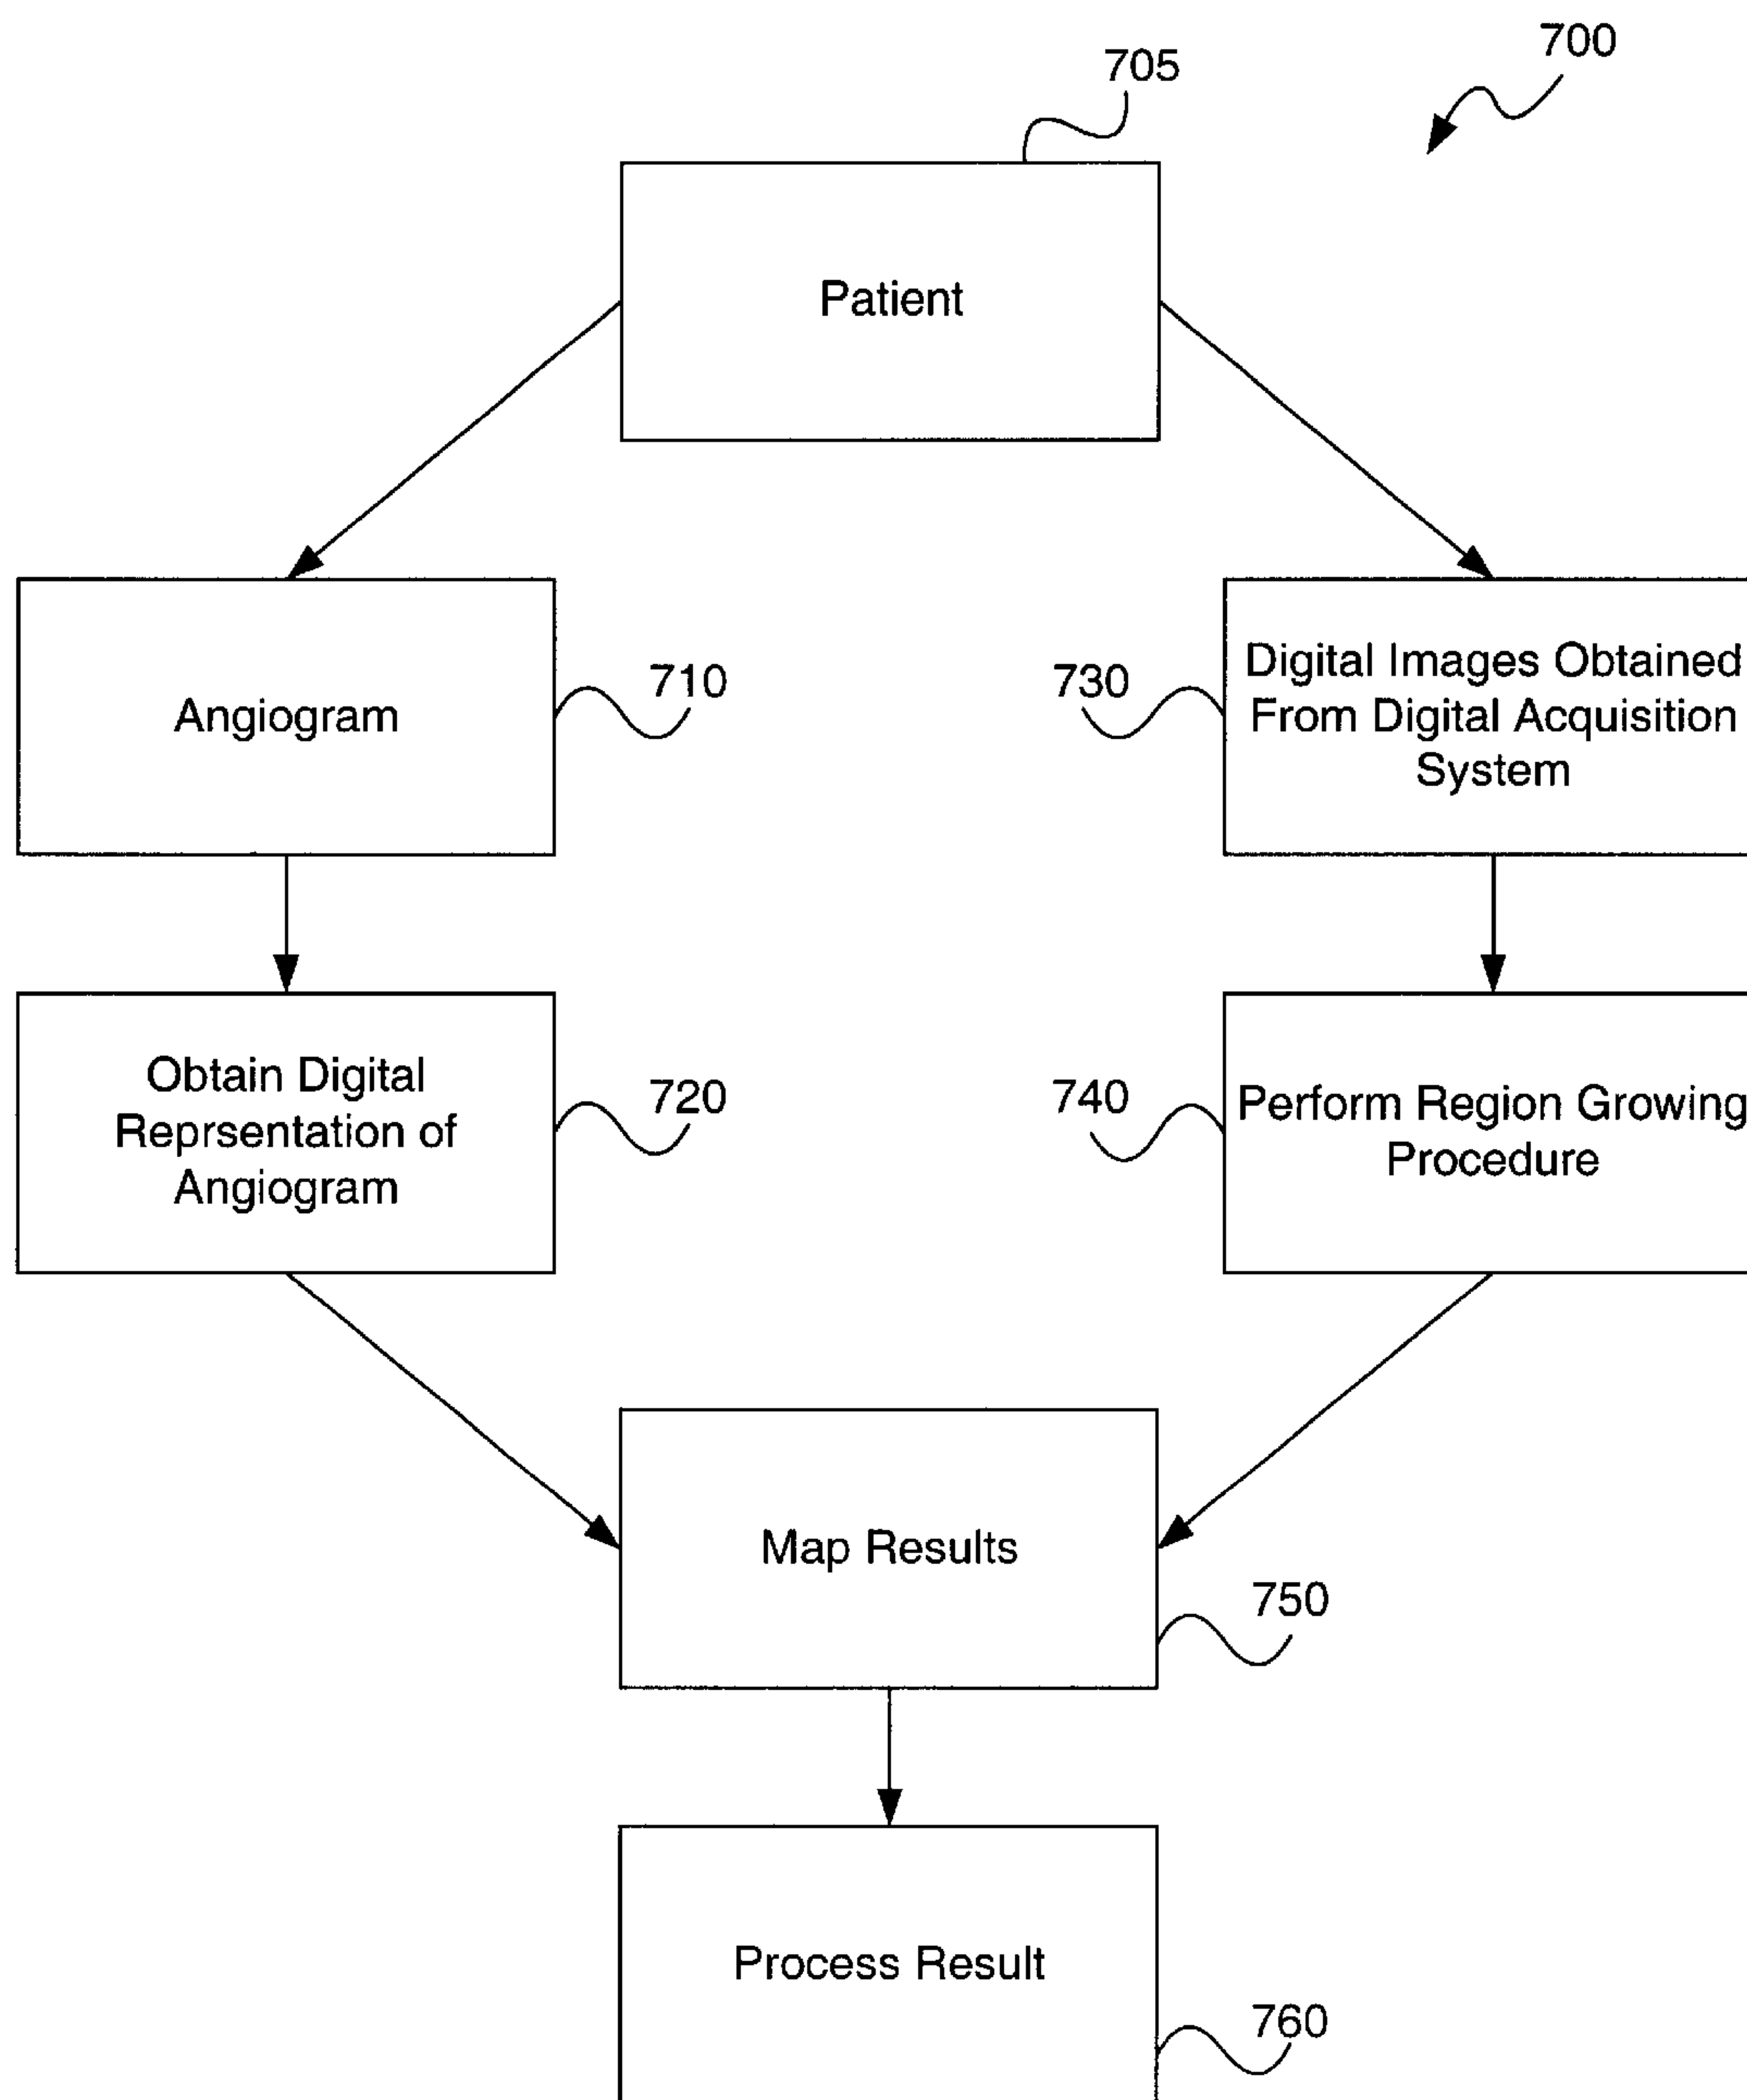 700
705
Patient
Angiogram
710
730
Digital Images Obtained
From Digital Acquisition
System
Obtain Digital
Reprsentation of
Angiogram
720
740
Perform Region Growing
Procedure
Map Results
750
Process Result
760